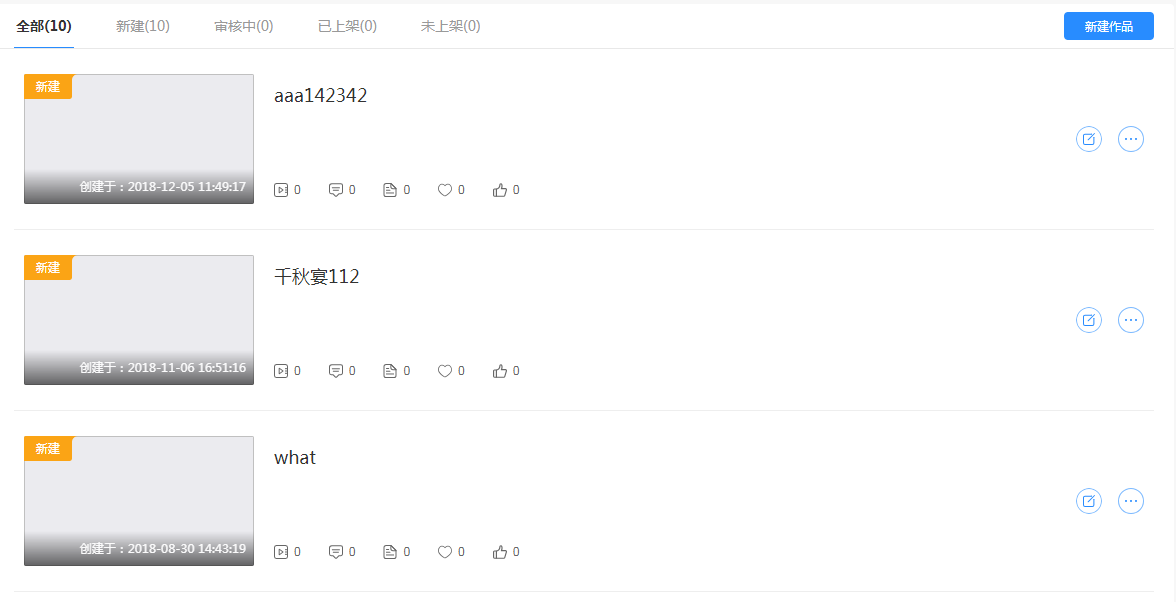 全部(10) 新建(10) 审核中(0) 已上架(0) 未上架(0) 新建作品
新建
aaa142342
创建于：2018-12-05 11:49:17
0 0 0 0 0
新建
千秋宴112
创建于：2018-11-06 16:51:16
0 0 0 0 0
新建
what
创建于：2018-08-30 14:43:19
0 0 0 0 0